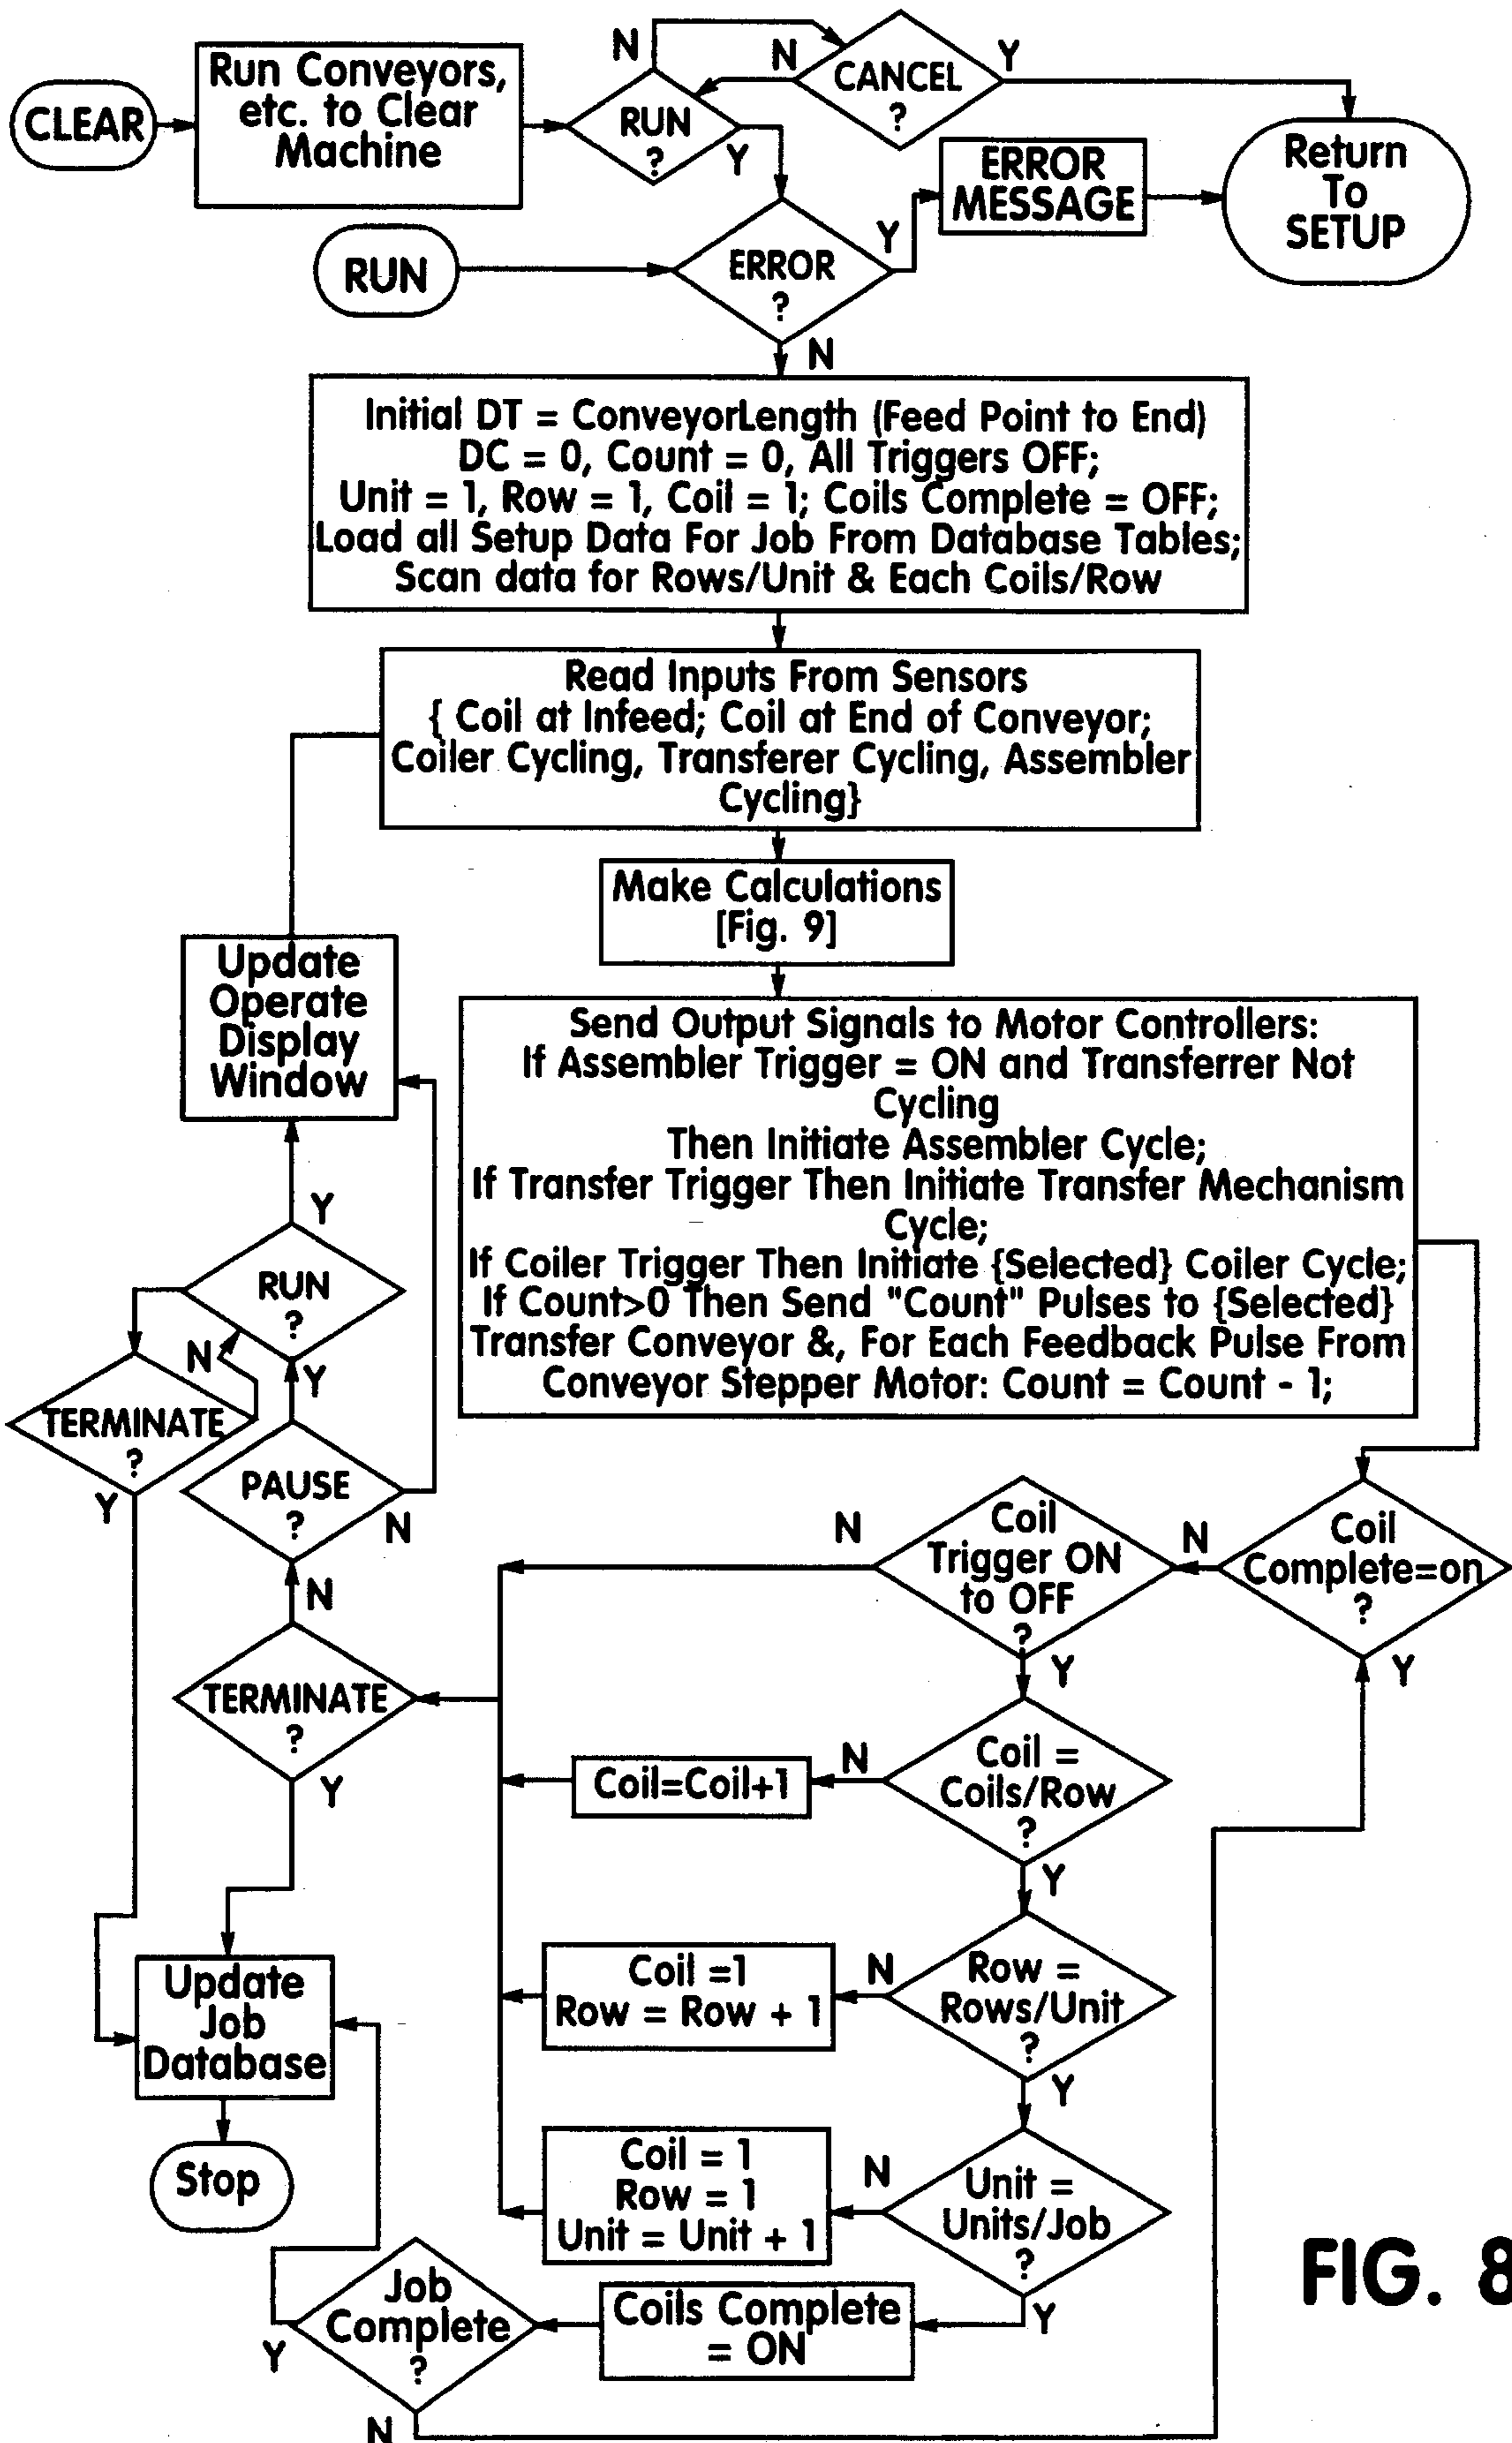 CLEAR
Run Conveyors,
etc. to Clear
Machine
N
RUN
?
Y
N
CANCEL
?
Y
ERROR
MESSAGE
Return
To
SETUP
RUN
ERROR
?
Y
N
Initial DT = ConveyorLength (Feed Point to End)
DC = 0, Count = 0, All Triggers OFF;
Unit = 1, Row = 1, Coil = 1; Coils Complete = OFF;
Load all Setup Data For Job From Database Tables;
Scan data for Rows/Unit & Each Coils/Row
Read Inputs From Sensors
{ Coil at Infeed; Coil at End of Conveyor;
Coiler Cycling, Transferer Cycling, Assembler
Cycling}
Make Calculations
[Fig. 9]
Update
Operate
Display
Window
Send Output Signals to Motor Controllers:
If Assembler Trigger = ON and Transferrer Not
Cycling
Then Initiate Assembler Cycle;
If Transfer Trigger Then Initiate Transfer Mechanism
Cycle;
If Coiler Trigger Then Initiate {Selected} Coiler Cycle;
If Count>0 Then Send "Count" Pulses to {Selected}
Transfer Conveyor &, For Each Feedback Pulse From
Conveyor Stepper Motor: Count = Count - 1;
Y
RUN
?
N
Y
TERMINATE
?
Y
PAUSE
?
N
N
TERMINATE
?
Y
Coil
Complete=on
?
N
Y
Coil
Trigger ON
to OFF
?
N
Y
Coil =
Coils/Row
?
N
Coil=Coil+1
Y
Row =
Rows/Unit
?
N
Coil =1
Row = Row + 1
Y
Unit =
Units/Job
?
N
Coil = 1
Row = 1
Unit = Unit + 1
Y
Coils Complete
= ON
Job
Complete
?
Y
N
Update
Job
Database
Stop
FIG. 8